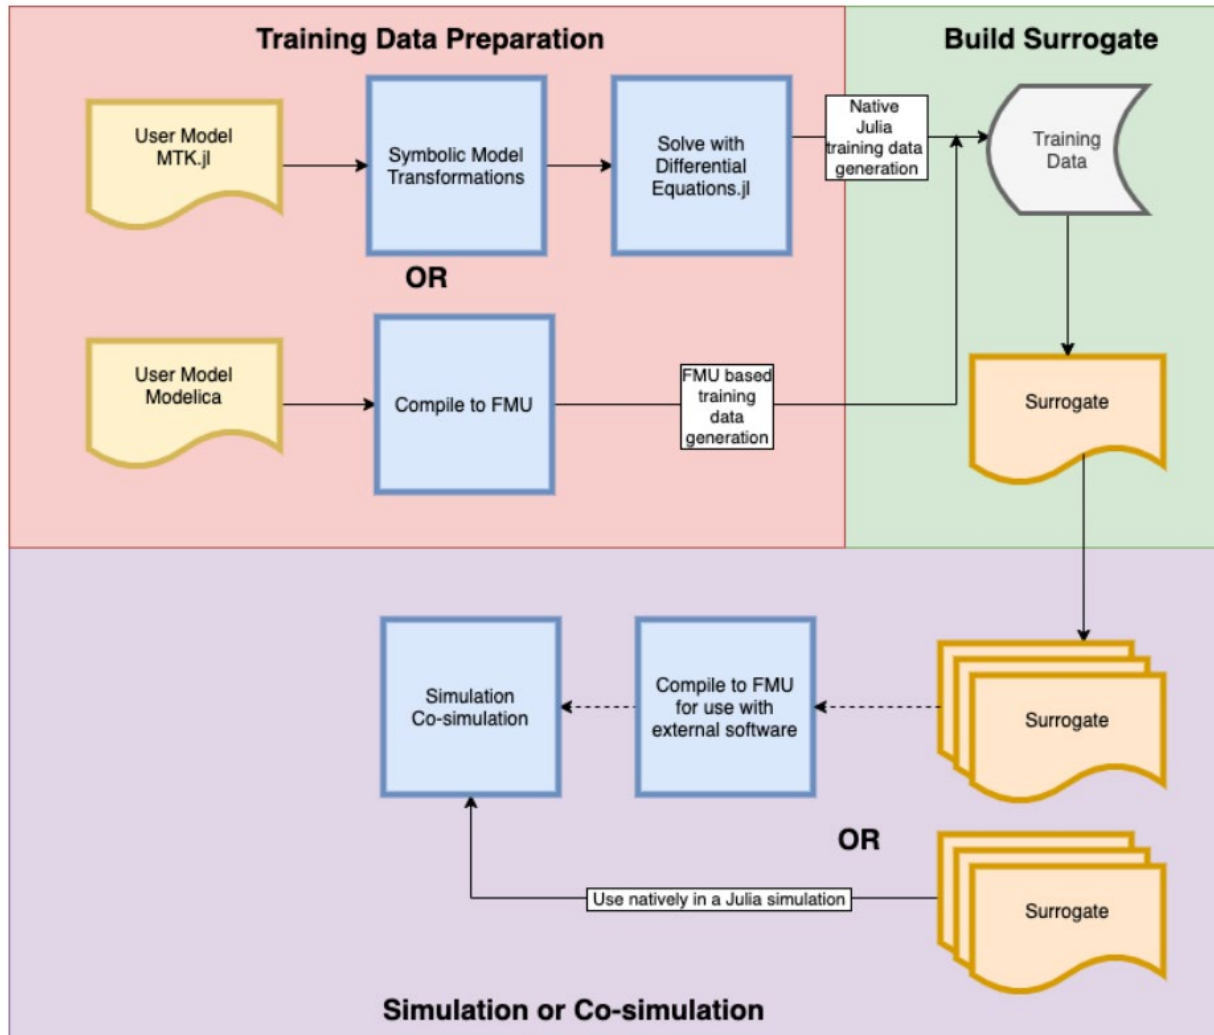 Training Data Preparation
Build Surrogate
User Model
MTK.jl
Symbolic Model
Transformations
Solve with
Differential
Equations.jl
Native
Julia
training data
generation
Training
Data
OR
User Model
Modelica
Compile to FMU
FMU based
training
data
generation
Surrogate
Simulation
Co-simulation
Compile to FMU
for use with
external software
Surrogate
OR
Use natively in a Julia simulation
Surrogate
Simulation or Co-simulation